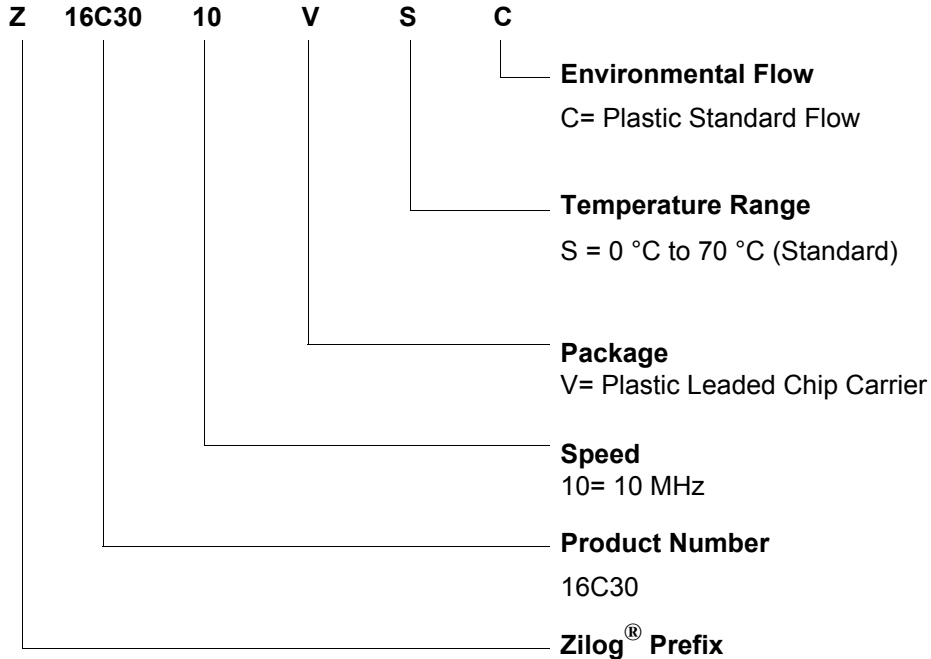 Z 16C30 10 V S C
Environmental Flow
C= Plastic Standard Flow
Temperature Range
S = 0 °C to 70 °C (Standard)
Package
V= Plastic Leaded Chip Carrier
Speed
10= 10 MHz
Product Number
16C30
Zilog® Prefix